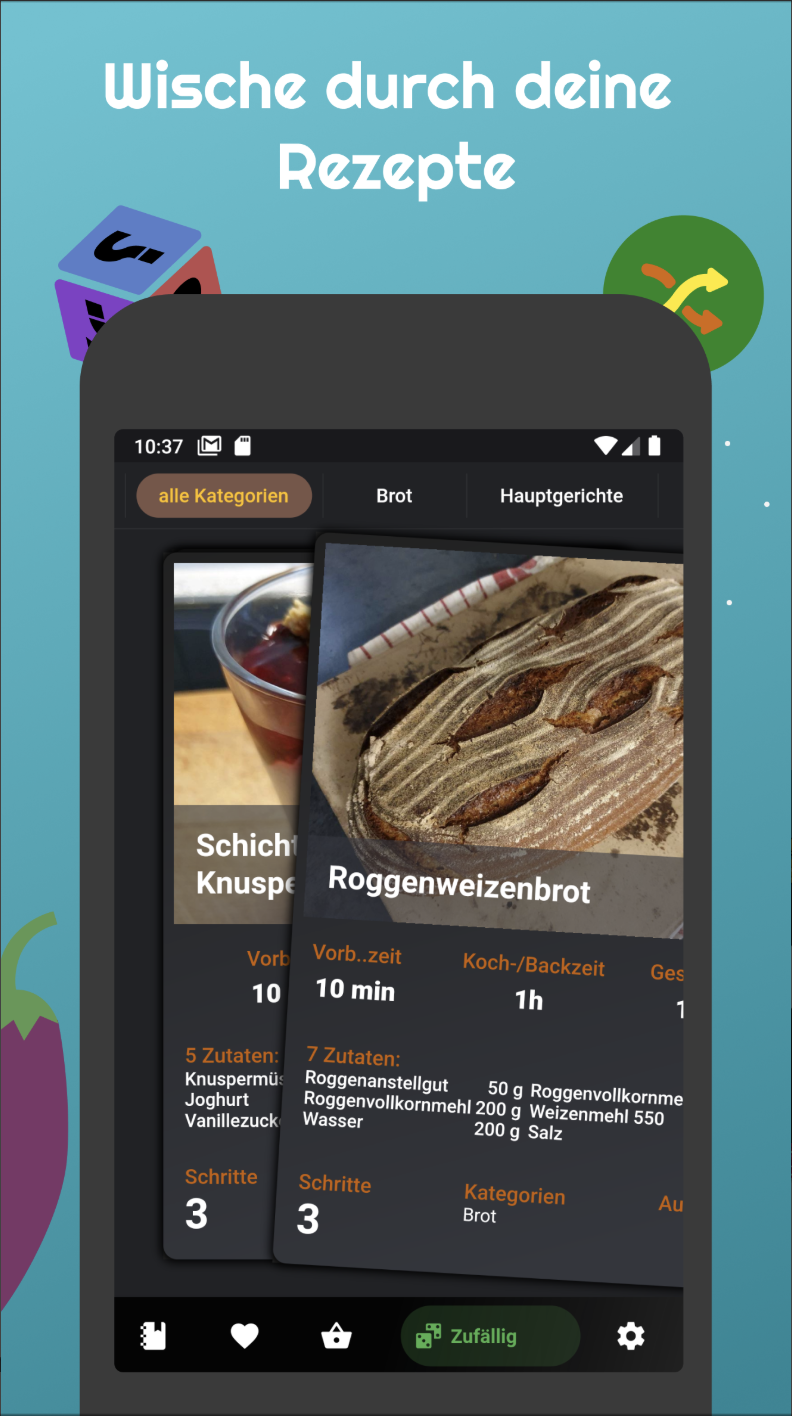 Wische durch deine
Rezepte
10:37
alle Kategorien
Brot
Hauptgerichte
Schicht
Knuspe
Vorb
10
5 Zutaten:
Knuspermüs
Joghurt
Vanillezuck
Schritte
3
Roggenweizenbrot
Vorb..zeit Koch-/Backzeit Ges
10 min 1h 1
7 Zutaten:
Roggenanstellgut 50 g Roggenvollkornme
Roggenvollkornmehl 200 g Weizenmehl 550
Wasser 200 g Salz
Schritte Kategorien Au
3 Brot
Zufällig